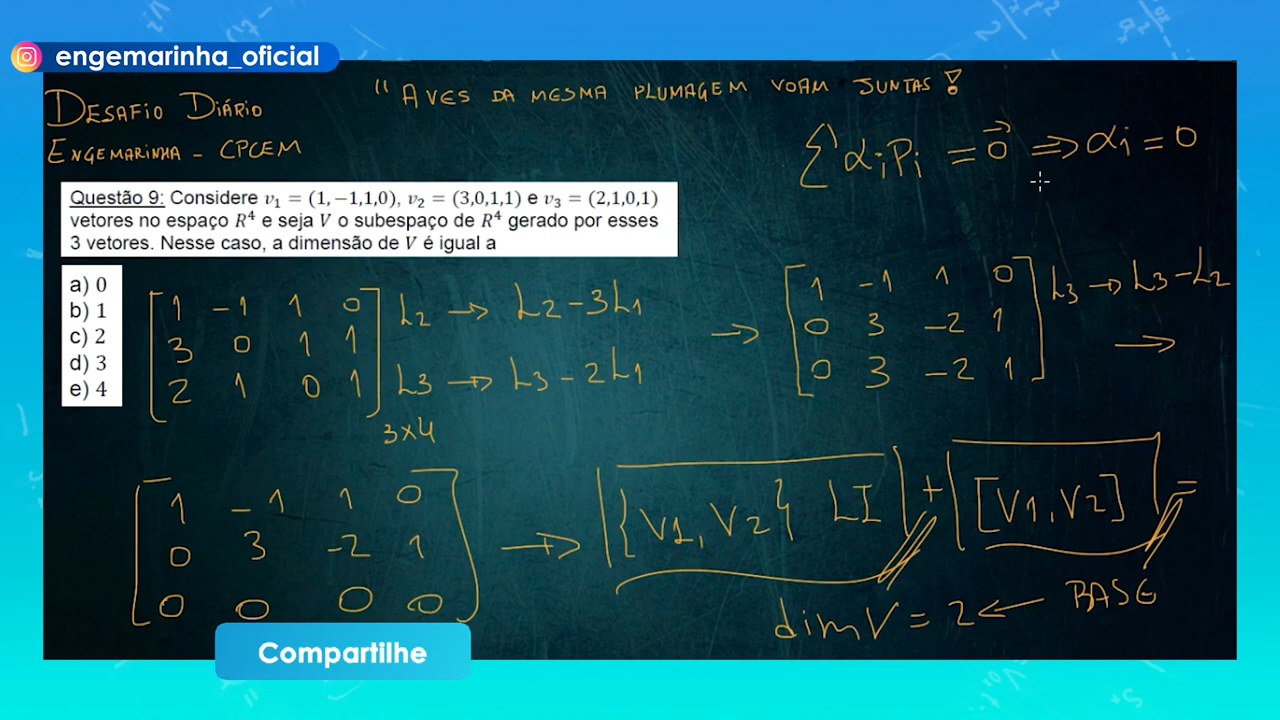 engemarinha_oficial
"AVES DA MESMA PLUMAGEM VOAM JUNTAS!
DESAFIO DIÁRIO
ENGEMARINHA - CPCEM
Σ αiPi = 0⃗ => αi = 0
Questão 9: Considere v₁ = (1,−1,1,0), v₂ = (3,0,1,1) e v₃ = (2,1,0,1)
vetores no espaço R⁴ e seja V o subespaço de R⁴ gerado por esses
3 vetores. Nesse caso, a dimensão de V é igual a
a) 0
b) 1
c) 2
d) 3
e) 4
1 -1 1 0 L2 → L2-3L1
3 0 1 1
2 1 0 1 L3 → L3-2L1
3x4
→
1 -1 1 0 L3 → L3-L2
0 3 -2 1
0 3 -2 1
→
1 -1 1 0
0 3 -2 1
0 0 0 0
→ {V1, V2} LI + [V1, V2] =
dimV = 2 ← BASE
Compartilhe